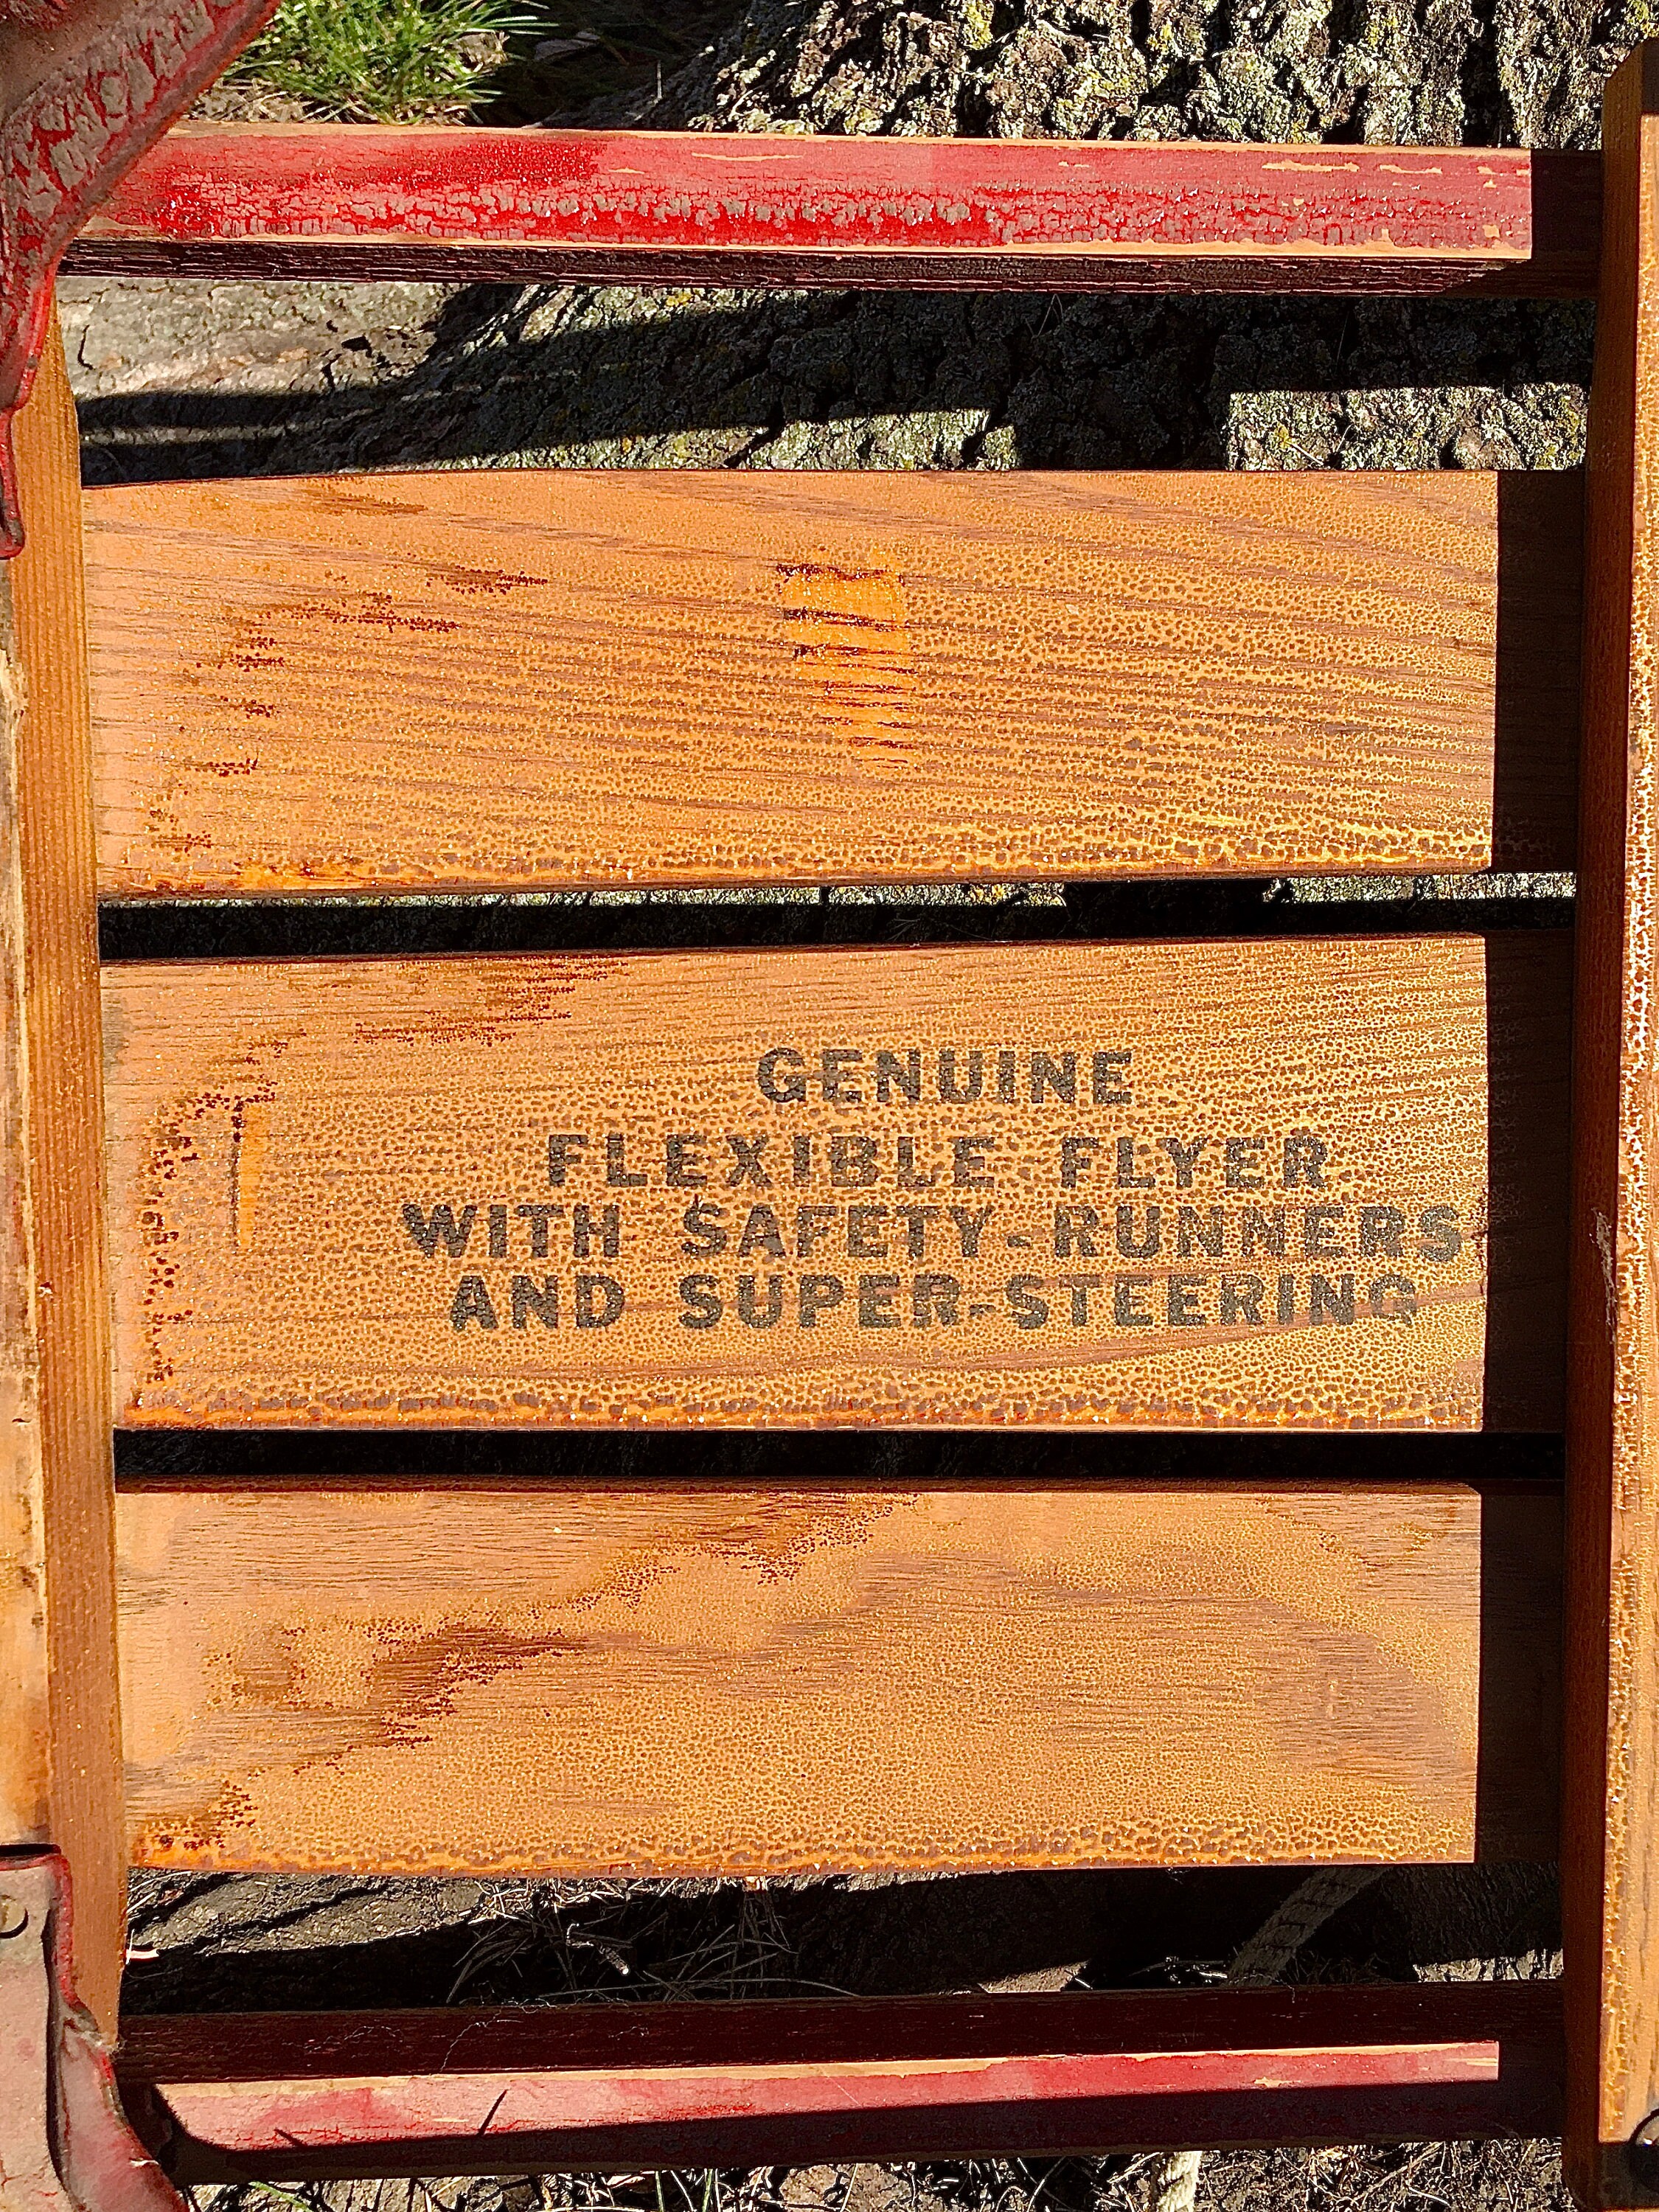 GENUINE
FLEXIBLE FLYER
WITH SAFETY-RUNNERS
AND SUPER-STEERING